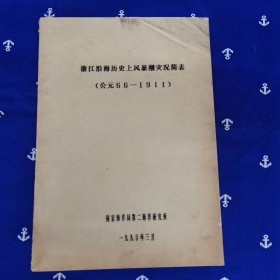 浙江沿海历史上风暴潮灾况简表
(公元66—1911)
国家海洋局第二海洋研究所
一九九〇年三月